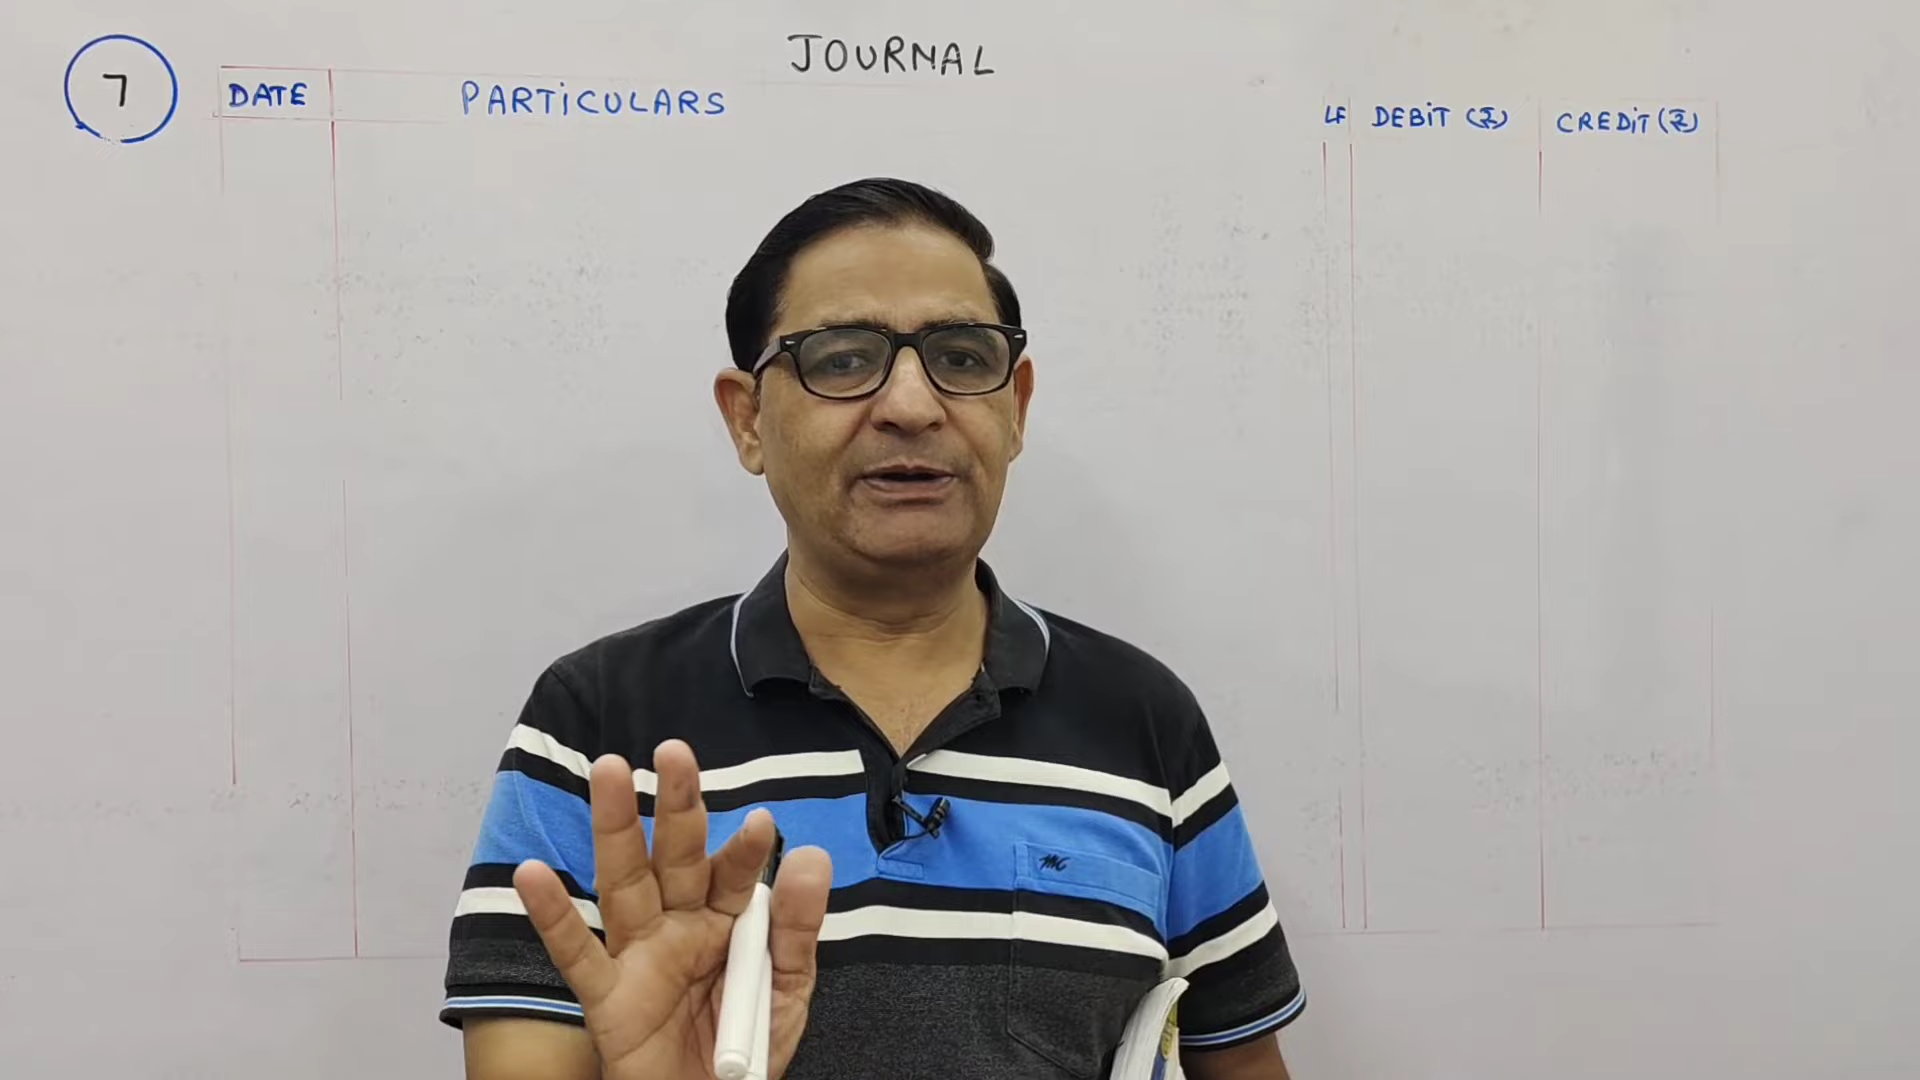 JOURNAL
7
DATE PARTiCULARS LF DEBiT (₹) CREDiT (₹)